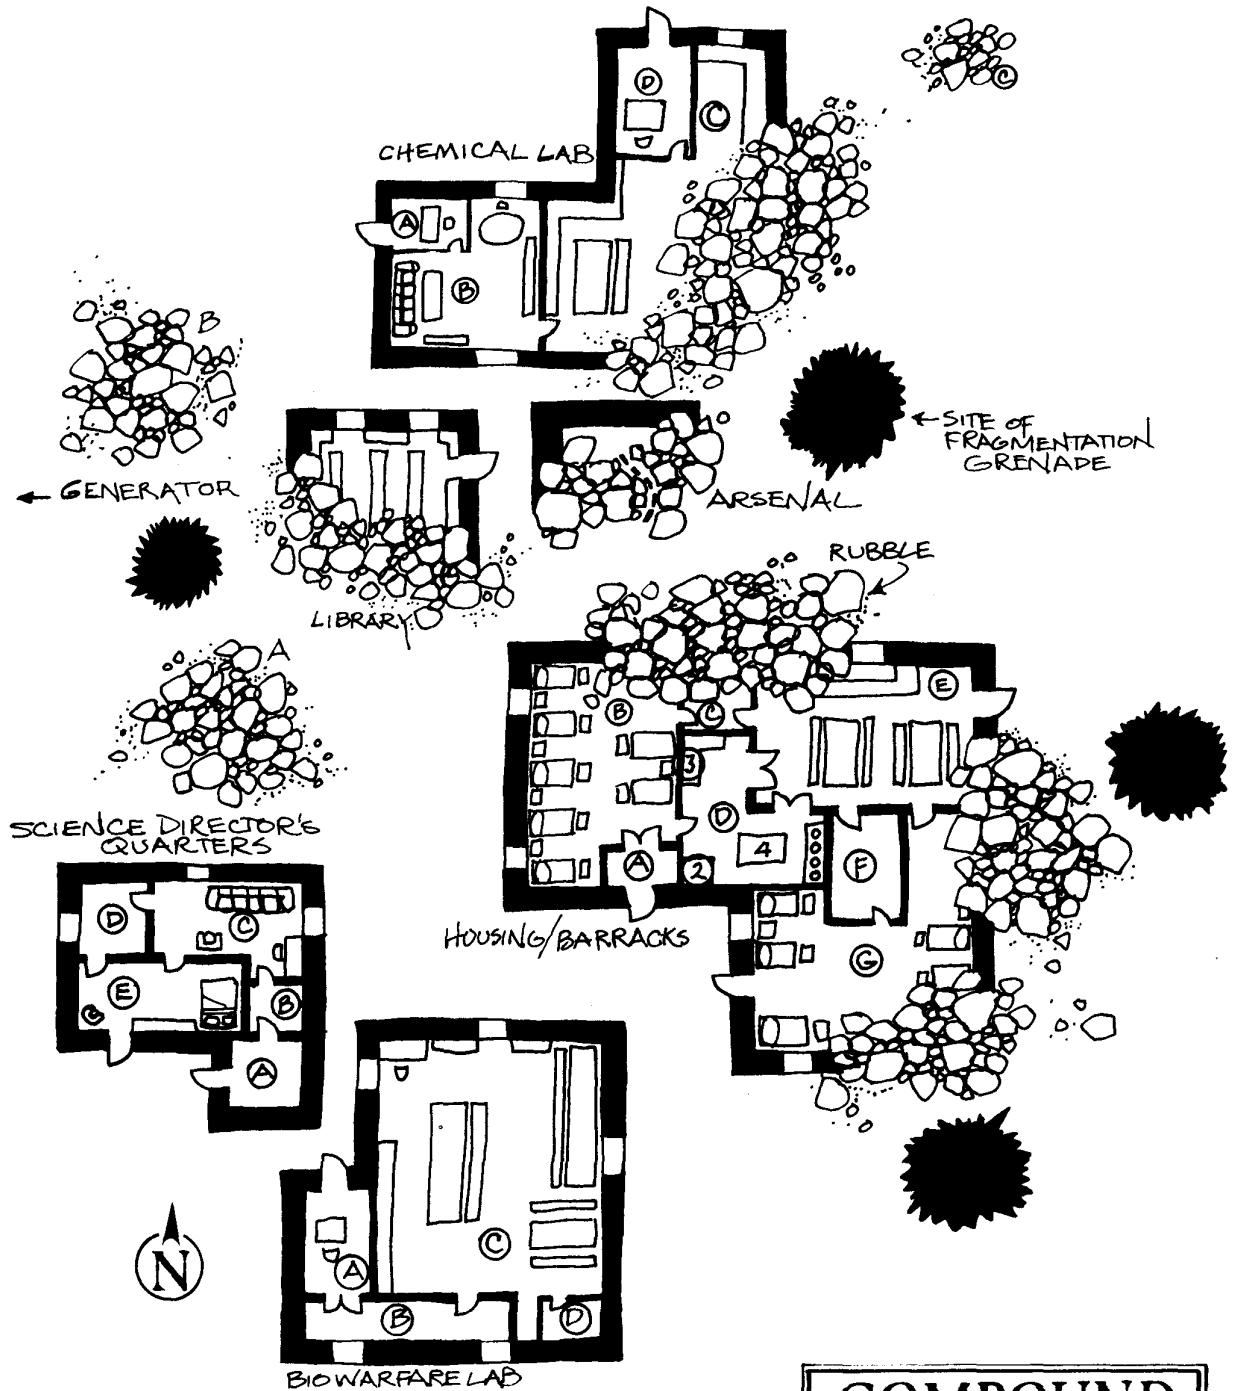 D
C
C
CHEMICAL LAB
A
B
B
← SITE OF
FRAGMENTATION
GRENADE
← GENERATOR
ARSENAL
RUBBLE
LIBRARY
A
E
B
C
3
D
SCIENCE DIRECTOR'S
QUARTERS
A
2
4
F
D
C
HOUSING/BARRACKS
G
E
B
A
C
A
N
B
D
BIOWARFARE LAB
COMPOUND